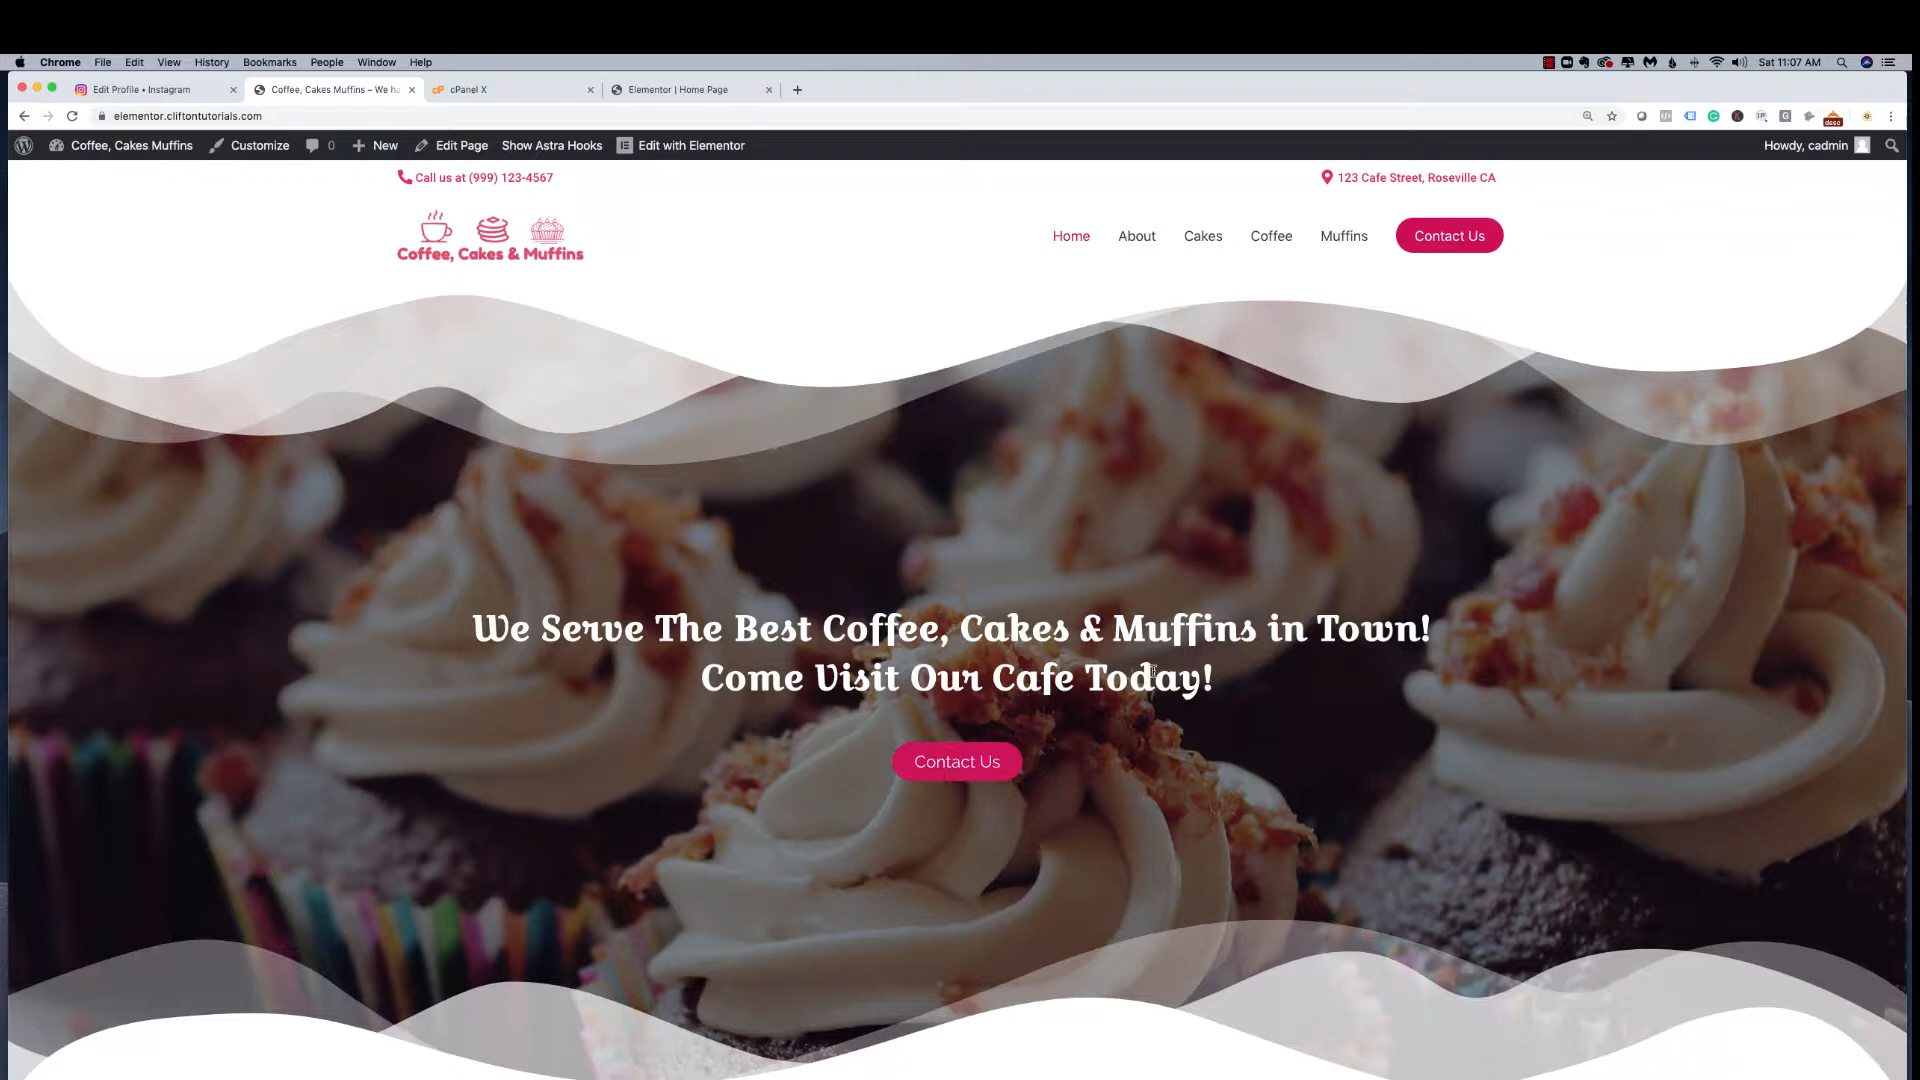 Chrome File Edit View History Bookmarks People Window Help Sat 11:07 AM
Edit Profile • Instagram Coffee, Cakes Muffins – We ha cPanel X Elementor | Home Page
elementor.cliftontutorials.com
Coffee, Cakes Muffins Customize 0 New Edit Page Show Astra Hooks Edit with Elementor Howdy, cadmin
Call us at (999) 123-4567 123 Cafe Street, Roseville CA
Coffee, Cakes & Muffins
Home About Cakes Coffee Muffins Contact Us
We Serve The Best Coffee, Cakes & Muffins in Town!
Come Visit Our Cafe Today!
Contact Us